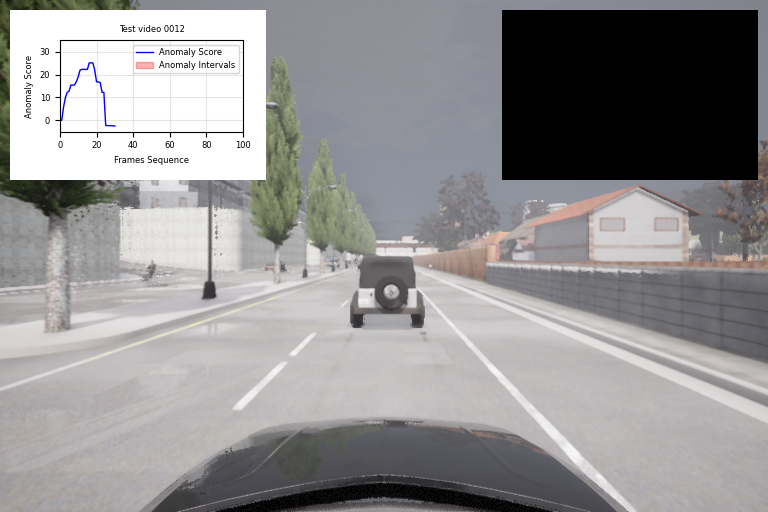 Test video 0012
Anomaly Score
Anomaly Intervals
Anomaly Score
30
20
10
0
0 20 40 60 80 100
Frames Sequence